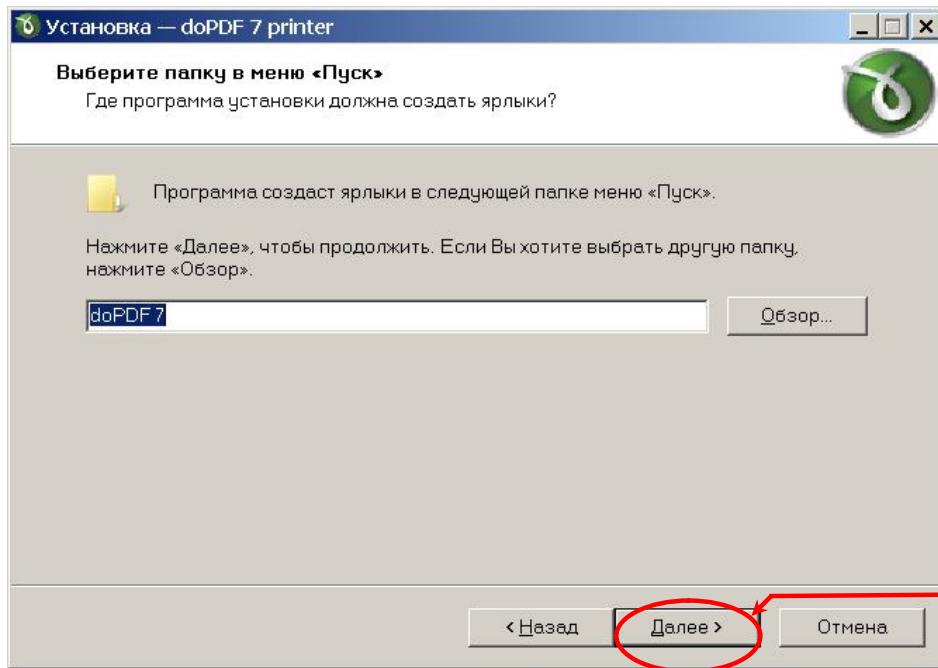 Установка — doPDF 7 printer
Выберите папку в меню «Пуск»
Где программа установки должна создать ярлыки?
Программа создаст ярлыки в следующей папке меню «Пуск».
Нажмите «Далее», чтобы продолжить. Если Вы хотите выбрать другую папку,
нажмите «Обзор».
doPDF 7
Обзор...
< Назад
Далее >
Отмена